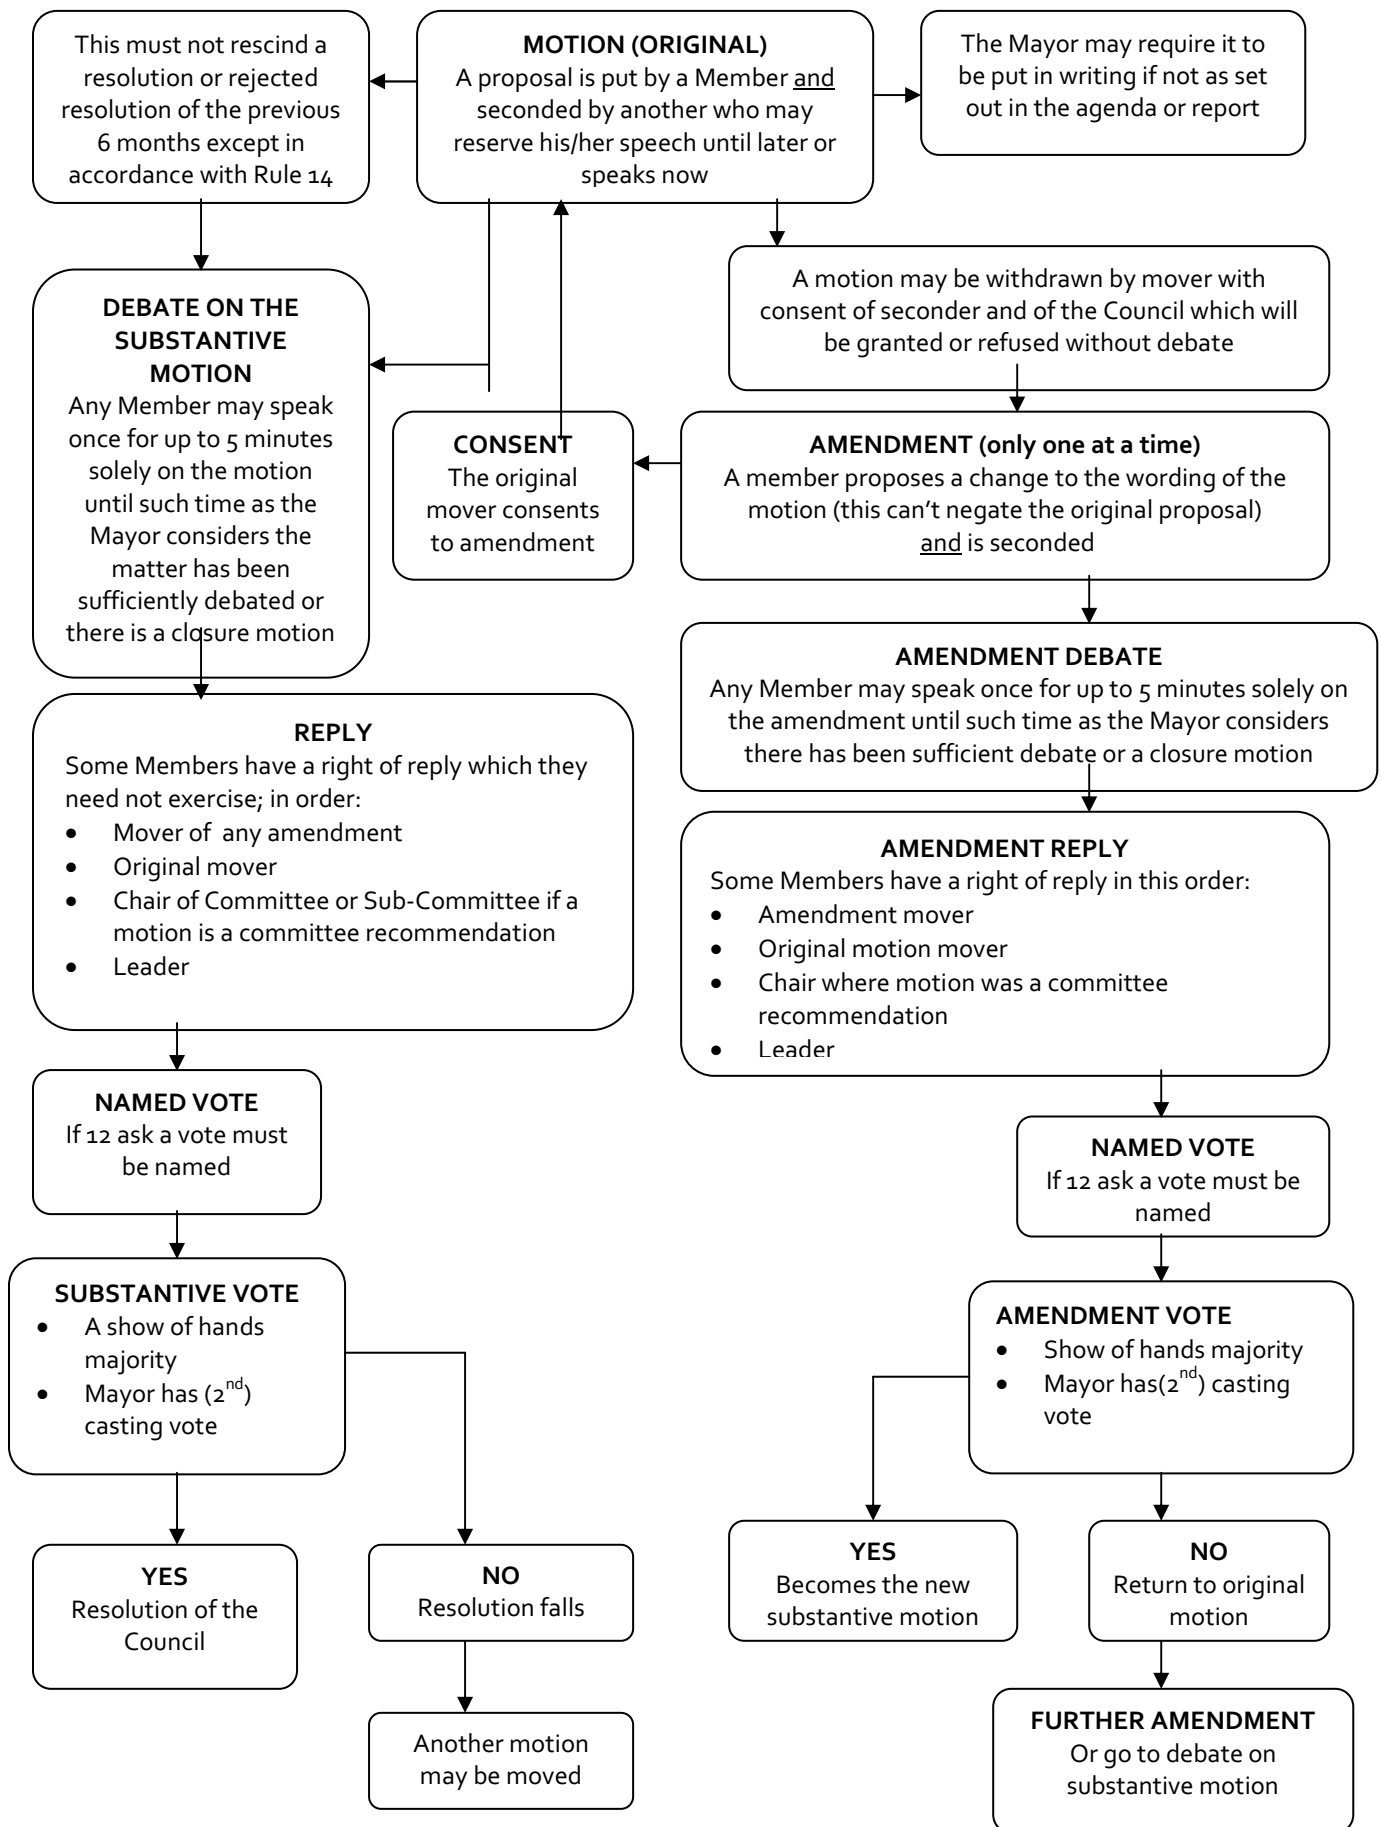 This must not rescind a
resolution or rejected
resolution of the previous
6 months except in
accordance with Rule 14
MOTION (ORIGINAL)
A proposal is put by a Member and
seconded by another who may
reserve his/her speech until later or
speaks now
The Mayor may require it to
be put in writing if not as set
out in the agenda or report
A motion may be withdrawn by mover with
consent of seconder and of the Council which will
be granted or refused without debate
DEBATE ON THE
SUBSTANTIVE
MOTION
Any Member may speak
once for up to 5 minutes
solely on the motion
until such time as the
Mayor considers the
matter has been
sufficiently debated or
there is a closure motion
CONSENT
The original
mover consents
to amendment
AMENDMENT (only one at a time)
A member proposes a change to the wording of the
motion (this can't negate the original proposal)
and is seconded
AMENDMENT DEBATE
Any Member may speak once for up to 5 minutes solely on
the amendment until such time as the Mayor considers
there has been sufficient debate or a closure motion
REPLY
Some Members have a right of reply which they
need not exercise; in order:
• Mover of any amendment
• Original mover
• Chair of Committee or Sub-Committee if a
motion is a committee recommendation
• Leader
AMENDMENT REPLY
Some Members have a right of reply in this order:
• Amendment mover
• Original motion mover
• Chair where motion was a committee
recommendation
• Leader
NAMED VOTE
If 12 ask a vote must
be named
NAMED VOTE
If 12 ask a vote must be
named
SUBSTANTIVE VOTE
• A show of hands
majority
• Mayor has (2nd)
casting vote
AMENDMENT VOTE
• Show of hands majority
• Mayor has(2nd) casting
vote
YES
Resolution of the
Council
NO
Resolution falls
YES
Becomes the new
substantive motion
NO
Return to original
motion
Another motion
may be moved
FURTHER AMENDMENT
Or go to debate on
substantive motion